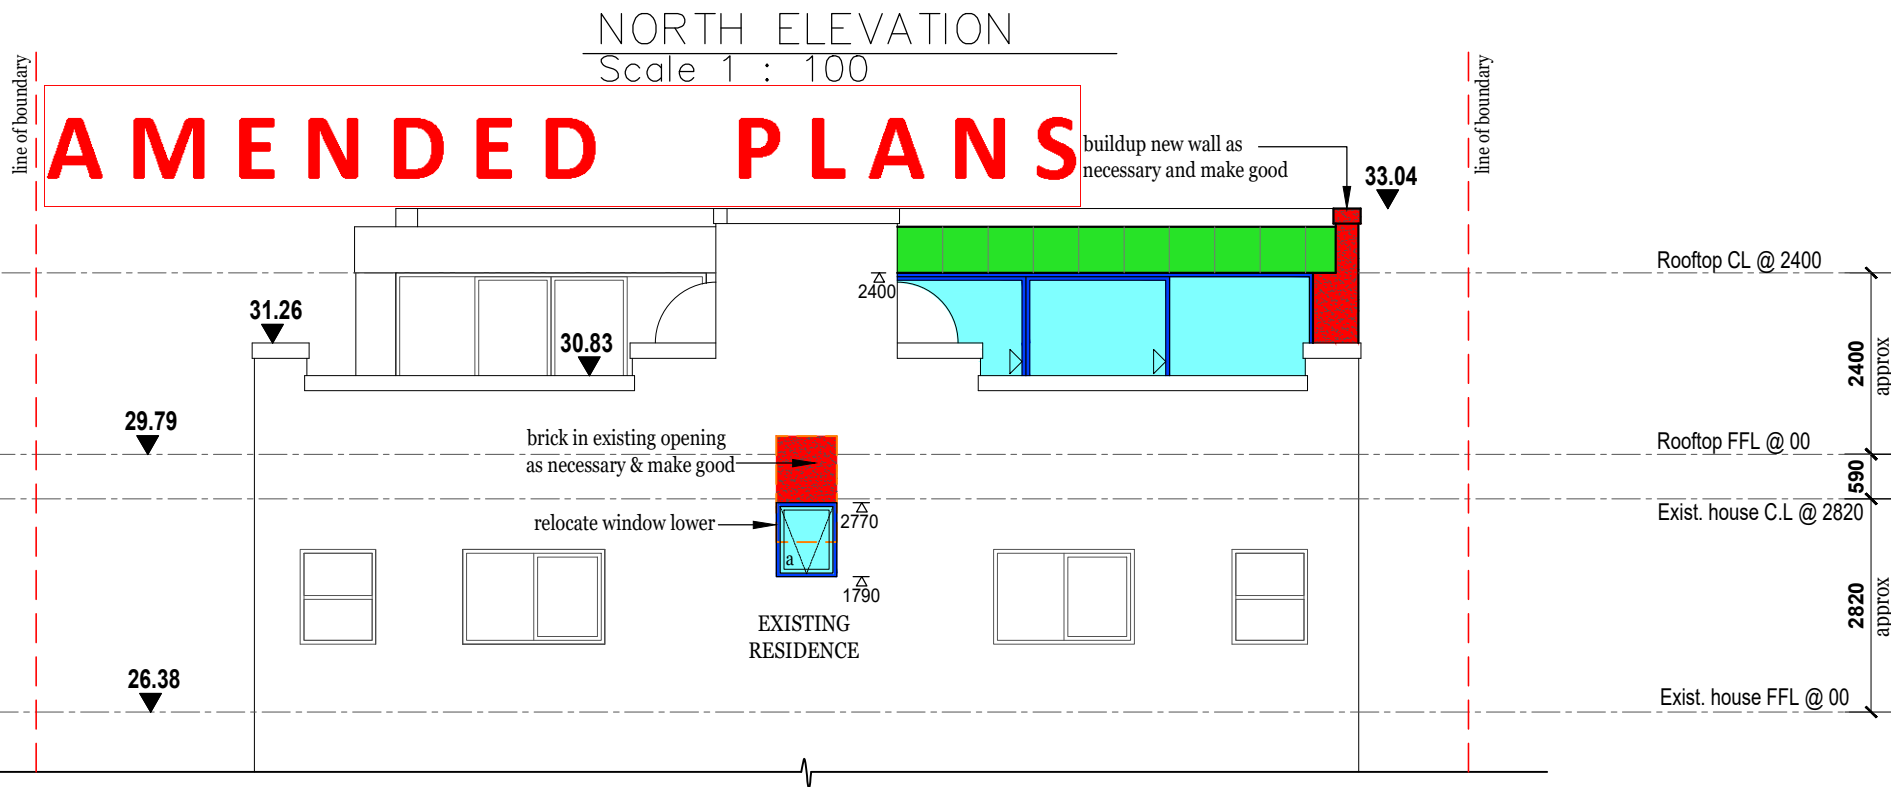 NORTH ELEVATION
Scale 1 : 100
line of boundary
line of boundary
AMENDED PLANS
buildup new wall as
necessary and make good
33.04
Rooftop CL @ 2400
2400
31.26
30.83
2400
approx
29.79
brick in existing opening
as necessary & make good
Rooftop FFL @ 00
590
relocate window lower
2770
Exist. house C.L @ 2820
a
1790
2820
approx
EXISTING
RESIDENCE
26.38
Exist. house FFL @ 00